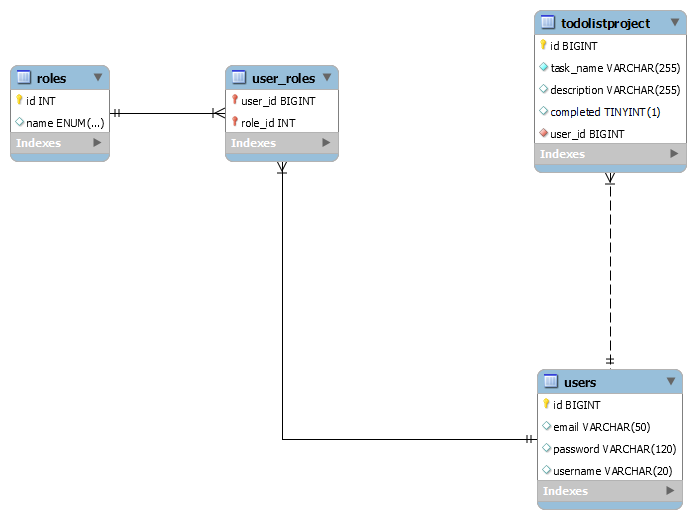 roles
id INT
name ENUM(...)
Indexes
user_roles
user_id BIGINT
role_id INT
Indexes
todolistproject
id BIGINT
task_name VARCHAR(255)
description VARCHAR(255)
completed TINYINT(1)
user_id BIGINT
Indexes
users
id BIGINT
email VARCHAR(50)
password VARCHAR(120)
username VARCHAR(20)
Indexes